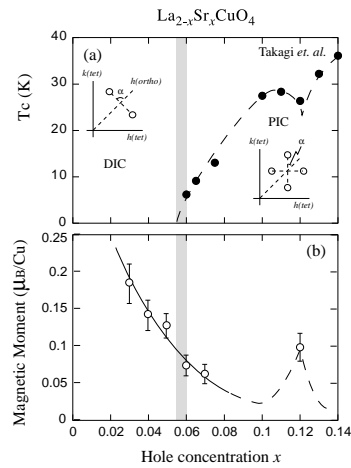 La2-xSrxCuO4
40
(a)
Takagi et. al.
k(tet)
h(ortho)
α
h(tet)
30
Tc (K)
20
DIC
PIC
k(tet)
α
h(tet)
10
0
0.25
(b)
0.2
Magnetic Moment (μB/Cu)
0.15
0.1
0.05
0
0 0.02 0.04 0.06 0.08 0.1 0.12 0.14
Hole concentration x